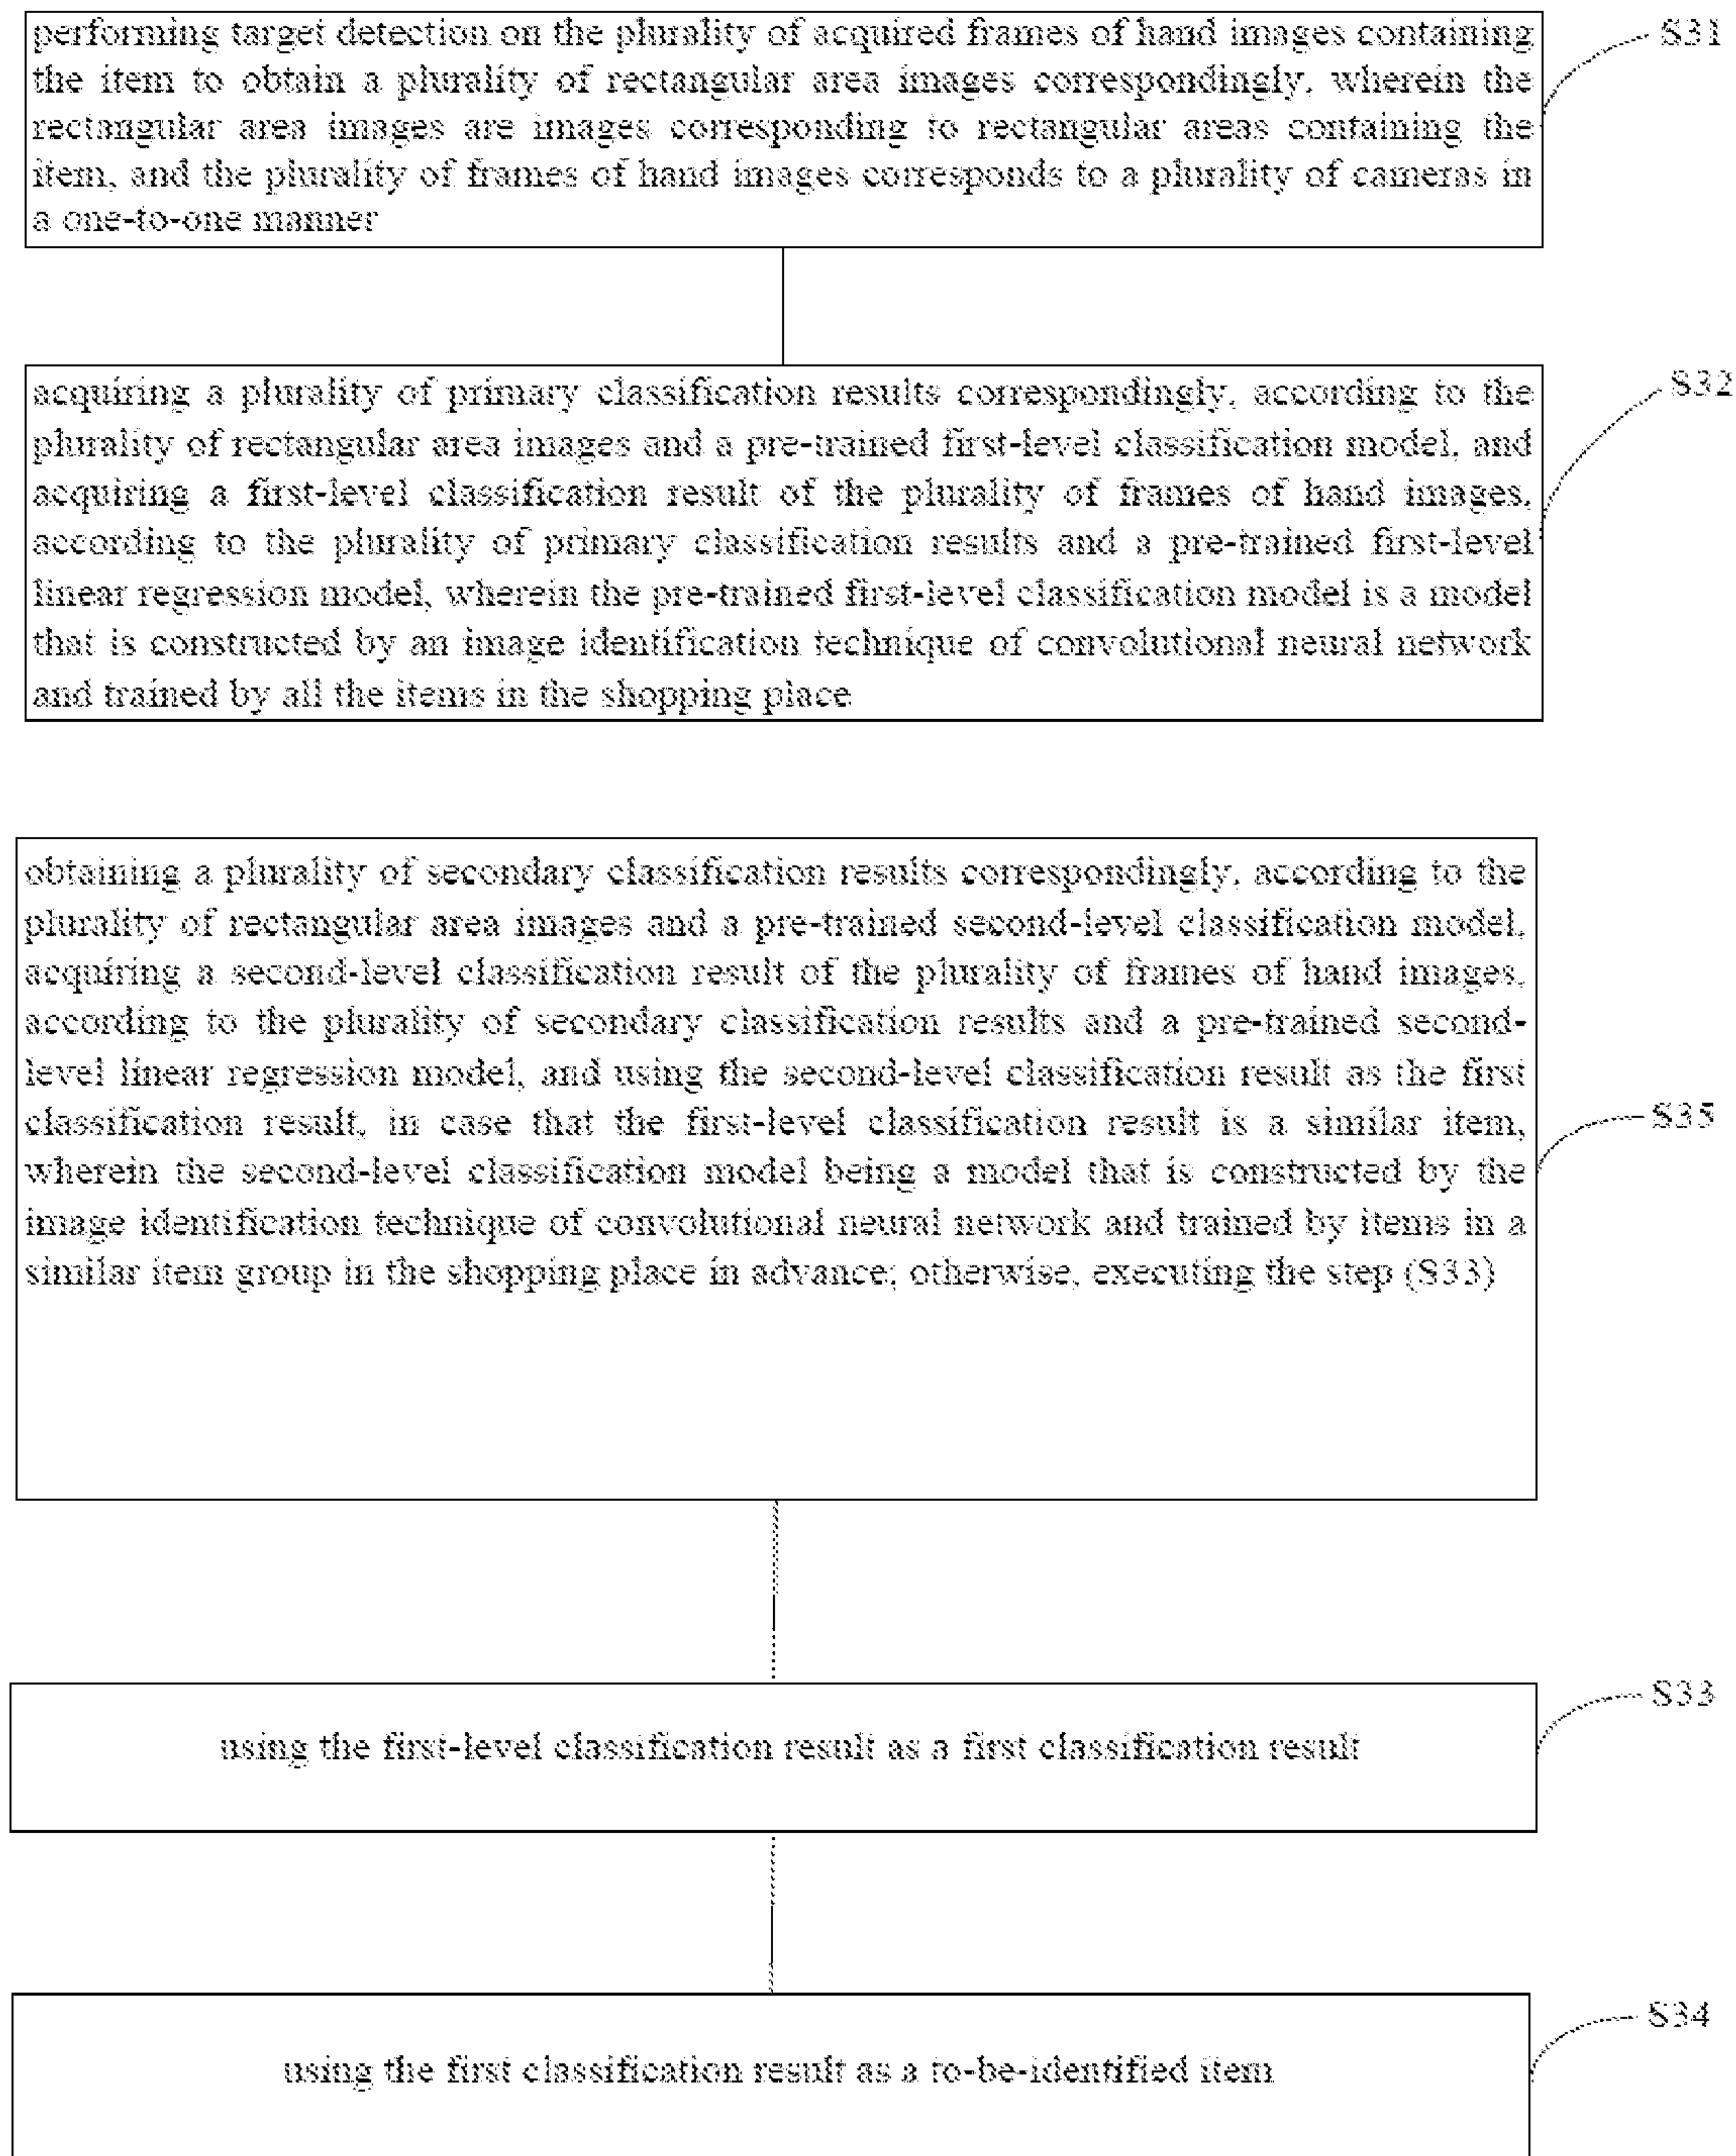 performing target detection on the plurality of acquired frames of hand images containing
S31
the item to obtain a plurality of rectangular area images correspondingly, wherein the
rectangular area images are images corresponding to rectangular areas containing the
item, and the plurality of frames of hand images corresponds to a plurality of cameras in
a one-to-one manner
acquiring a plurality of primary classification results correspondingly, according to the
S32
plurality of rectangular area images and a pre-trained first-level classification model, and
acquiring a first-level classification result of the plurality of frames of hand images,
according to the plurality of primary classification results and a pre-trained first-level
linear regression model, wherein the pre-trained first-level classification model is a model
that is constructed by an image identification technique of convolutional neural network
and trained by all the items in the shopping place
obtaining a plurality of secondary classification results correspondingly, according to the
plurality of rectangular area images and a pre-trained second-level classification model,
acquiring a second-level classification result of the plurality of frames of hand images,
according to the plurality of secondary classification results and a pre-trained second-
level linear regression model, and using the second-level classification result as the first
classification result, in case that the first-level classification result is a similar item,
S35
wherein the second-level classification model being a model that is constructed by the
image identification technique of convolutional neural network and trained by items in a
similar item group in the shopping place in advance; otherwise, executing the step (S33)
S33
using the first-level classification result as a first classification result
S34
using the first classification result as a to-be-identified item